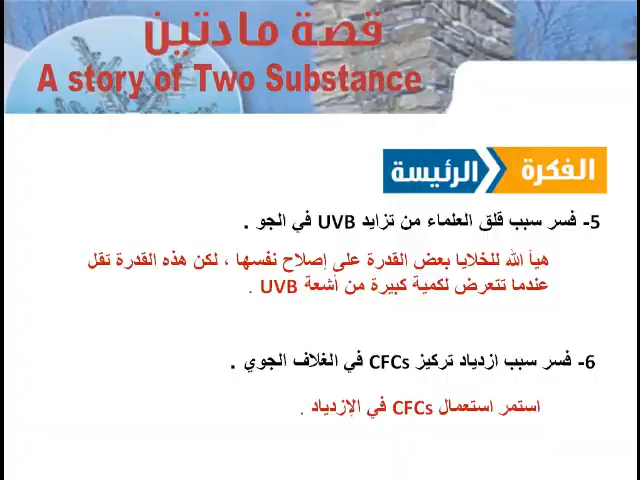 قصة مادتين
A story of Two Substance
الفكرة الرئيسة
5- فسر سبب قلق العلماء من تزايد UVB في الجو .
هيأ الله للخلايا بعض القدرة على إصلاح نفسها ، لكن هذه القدرة تقل
عندما تتعرض لكمية كبيرة من أشعة UVB .
6- فسر سبب ازدياد تركيز CFCs في الغلاف الجوي .
استمر استعمال CFCs في الإزدياد .